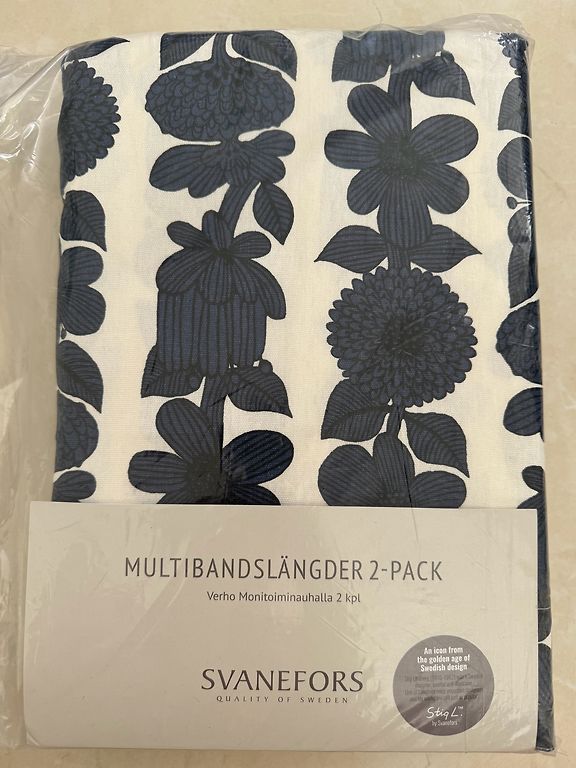 MULTIBANDSLÄNGDER 2-PACK
Verho Monitoiminauhalla 2 kpl
SVANEFORS
QUALITY OF SWEDEN
An icon from
the golden age of
Swedish design
Stig L.™
by Svanefors